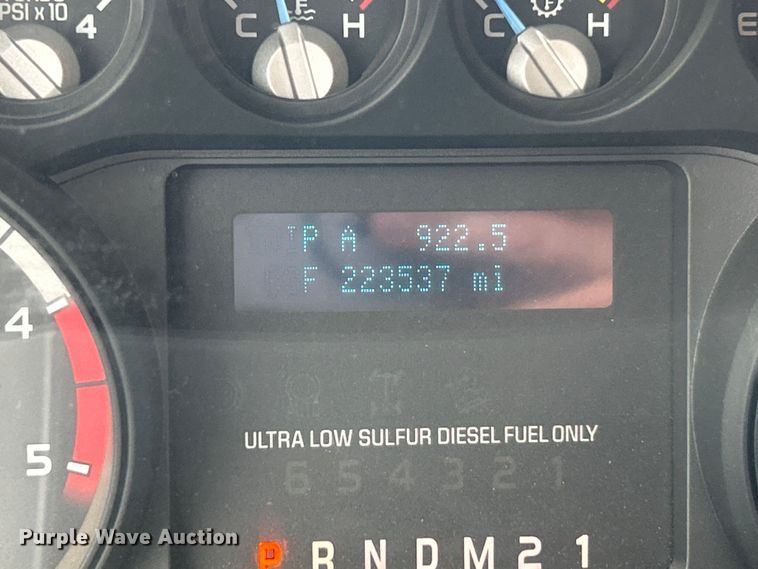 PSI x 10 4 C H C F H E
P A 922.5
F 223537 mi
4
5
ULTRA LOW SULFUR DIESEL FUEL ONLY
6 5 4 3 2 1
P R N D M 2 1
Purple Wave Auction